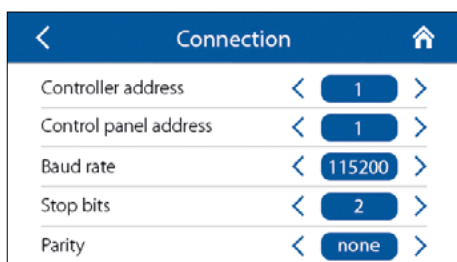 Connection
Controller address 1
Control panel address 1
Baud rate 115200
Stop bits 2
Parity none